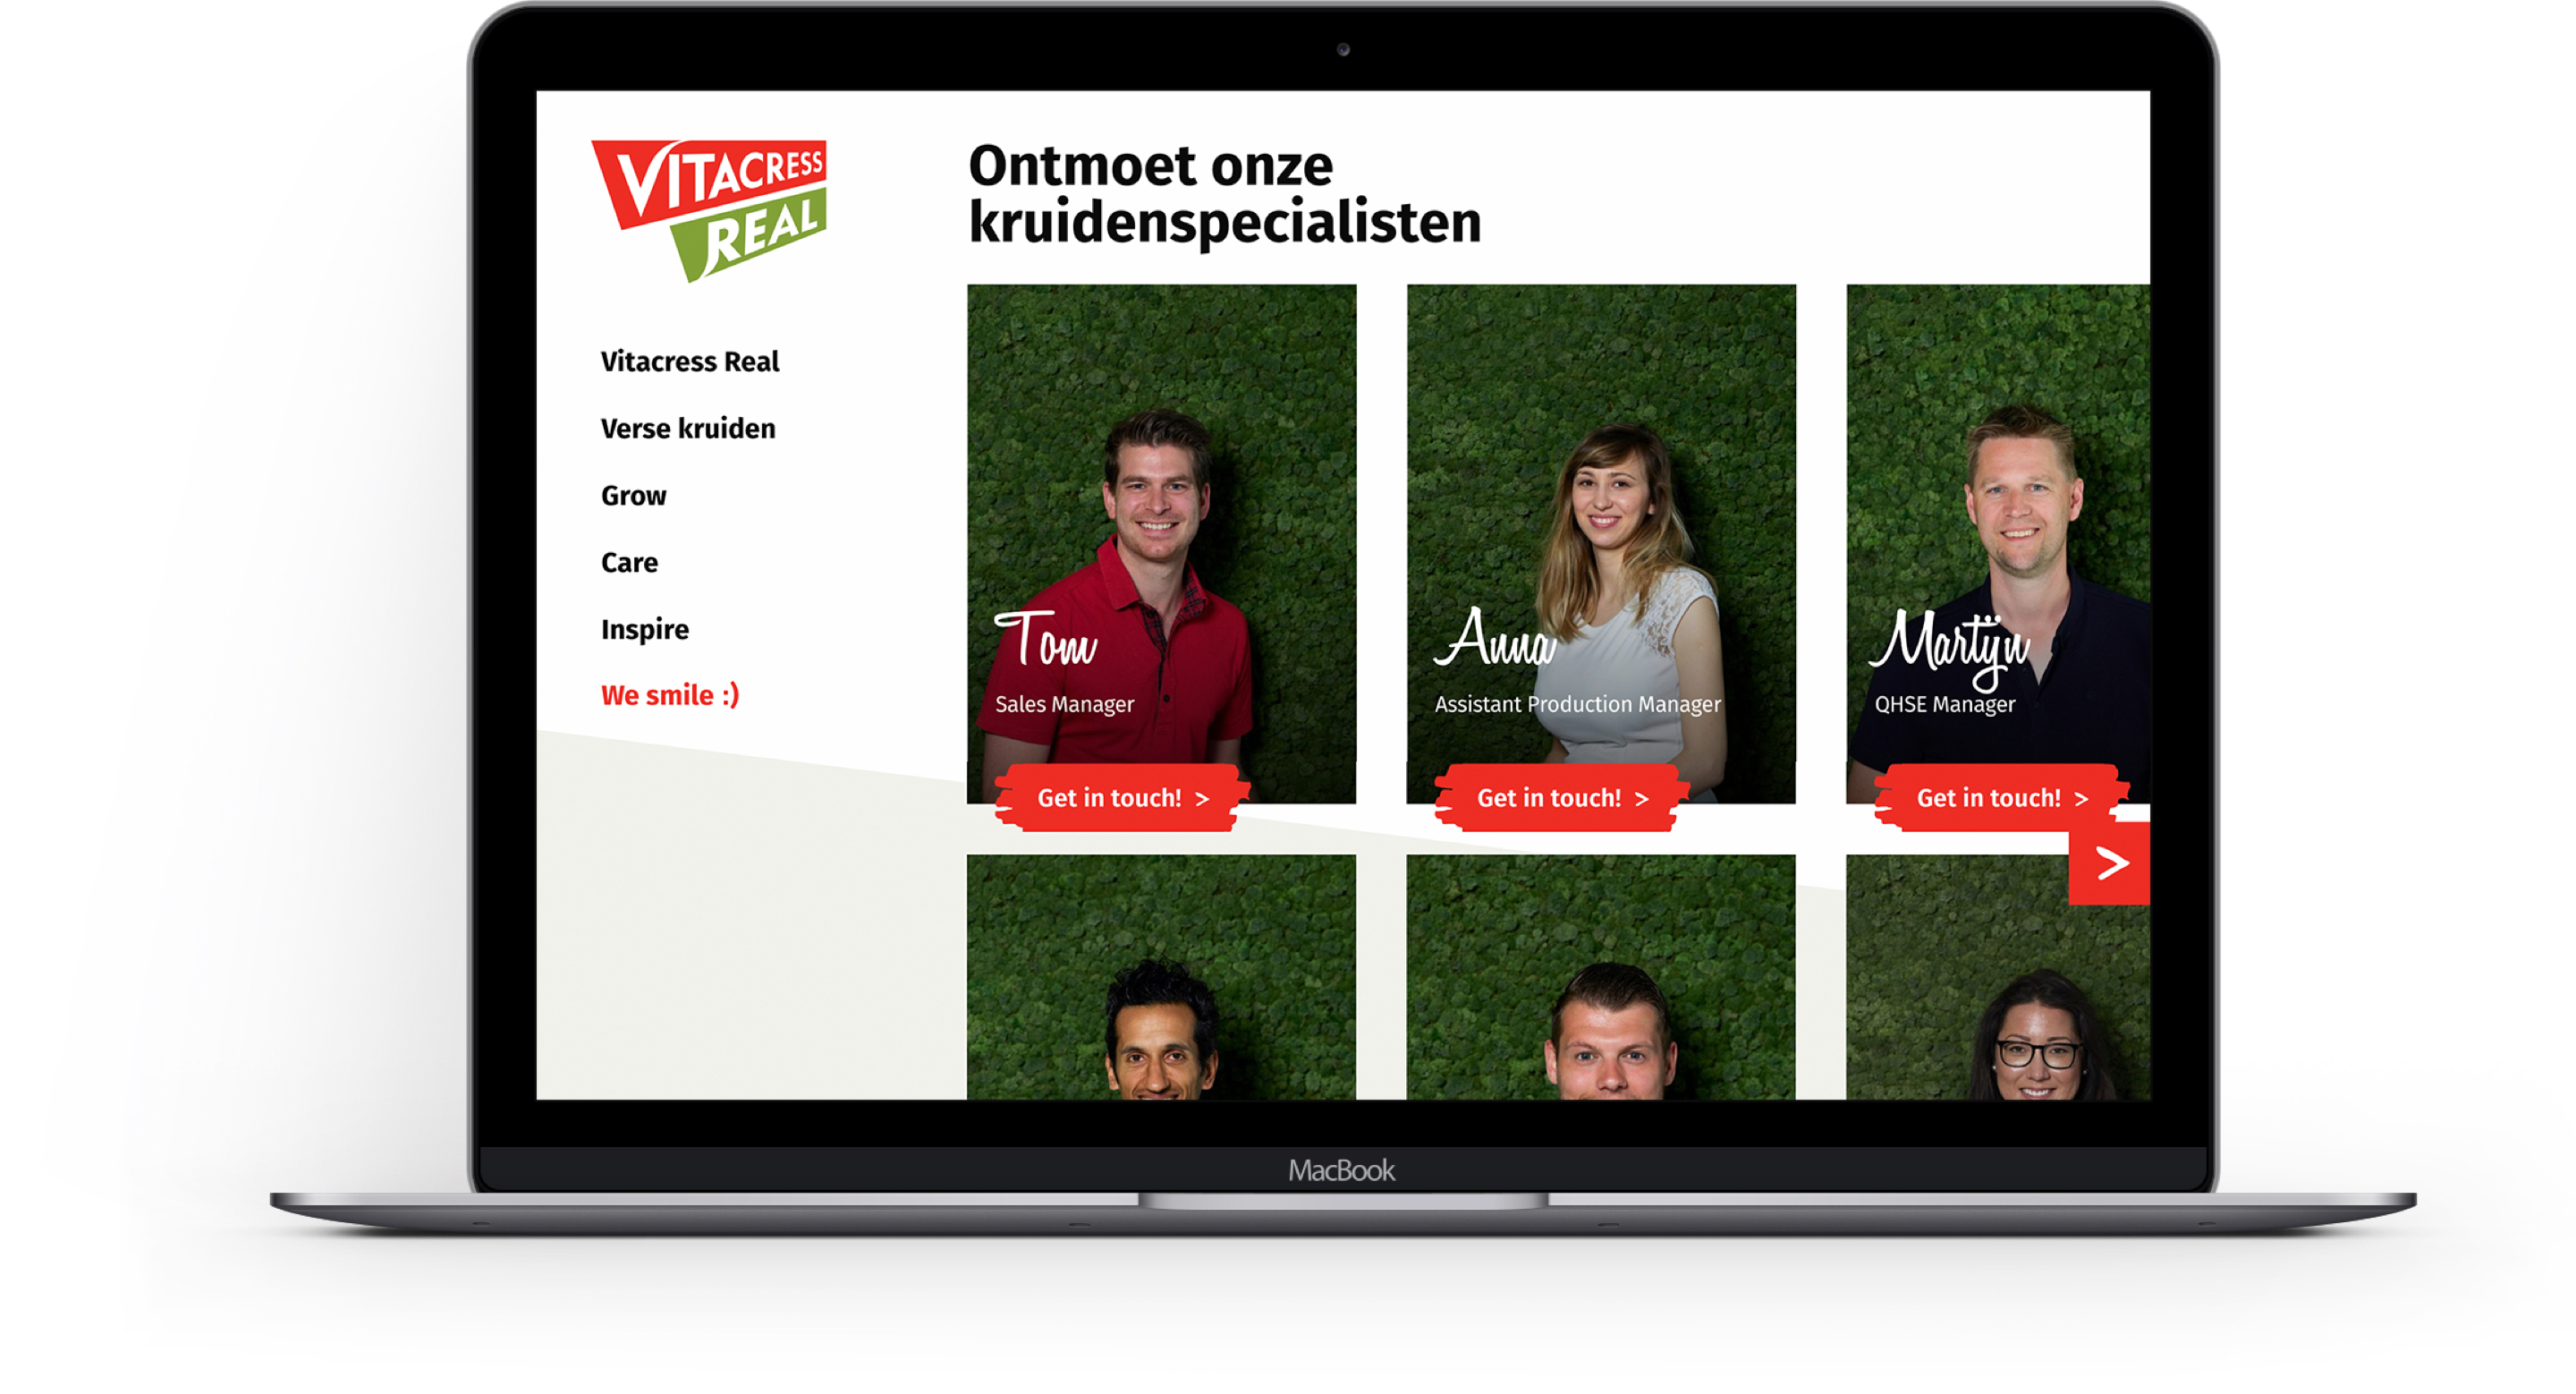 VITACRESS
REAL
Ontmoet onze
kruidenspecialisten
Vitacress Real
Verse kruiden
Grow
Care
Inspire
We smile :)
Tom
Sales Manager
Get in touch! >
Anna
Assistant Production Manager
Get in touch! >
Martijn
QHSE Manager
Get in touch! >
>
MacBook